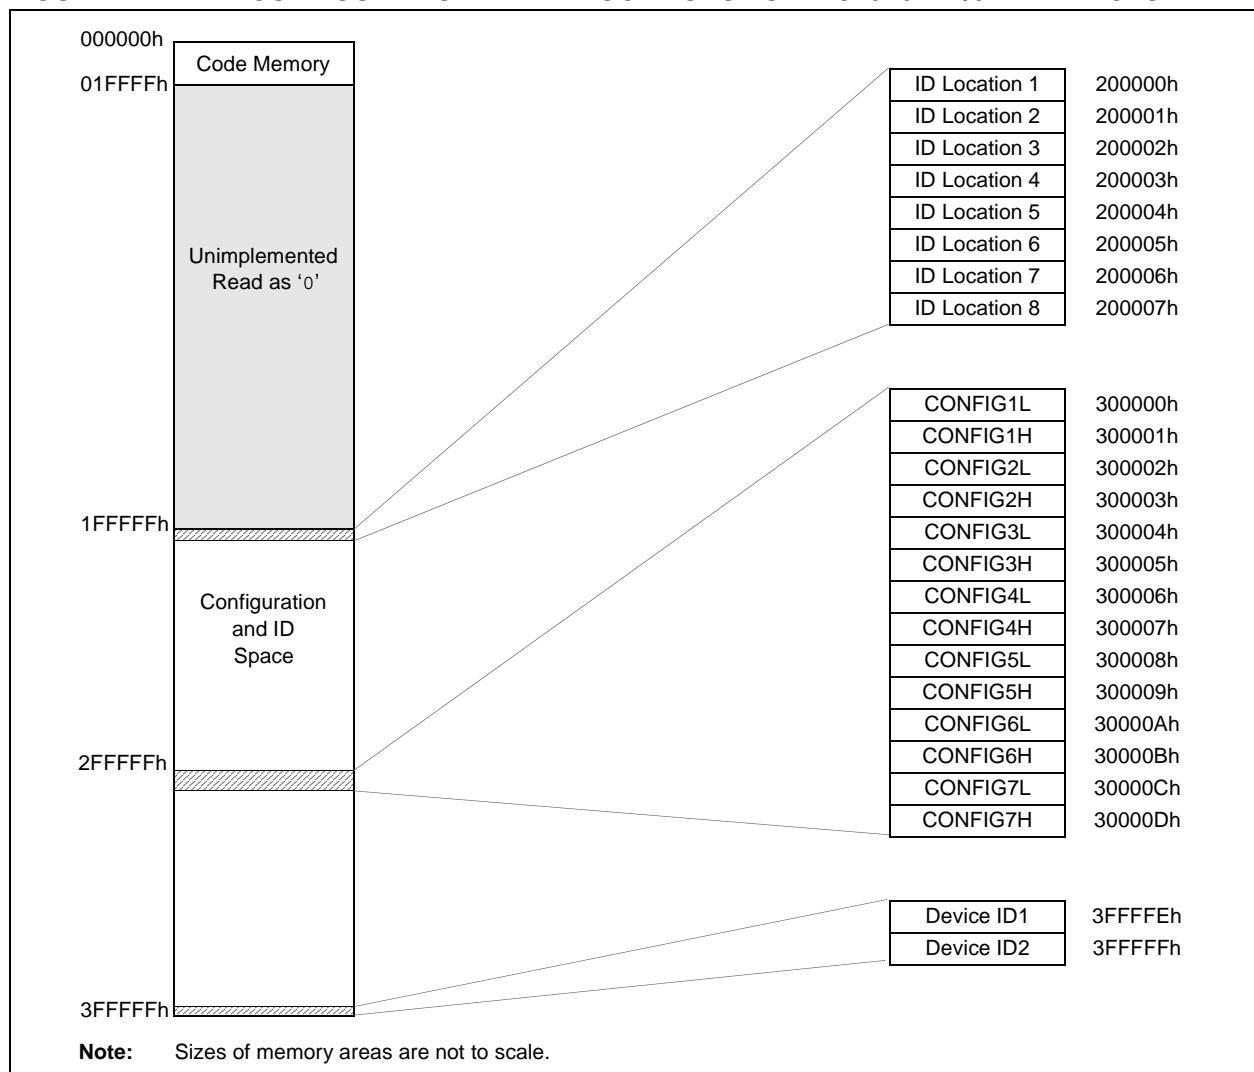 000000h
Code Memory
01FFFFh
Unimplemented
Read as ‘0’
1FFFFFh
Configuration
and ID
Space
2FFFFFh
3FFFFFh
ID Location 1 200000h
ID Location 2 200001h
ID Location 3 200002h
ID Location 4 200003h
ID Location 5 200004h
ID Location 6 200005h
ID Location 7 200006h
ID Location 8 200007h
CONFIG1L 300000h
CONFIG1H 300001h
CONFIG2L 300002h
CONFIG2H 300003h
CONFIG3L 300004h
CONFIG3H 300005h
CONFIG4L 300006h
CONFIG4H 300007h
CONFIG5L 300008h
CONFIG5H 300009h
CONFIG6L 30000Ah
CONFIG6H 30000Bh
CONFIG7L 30000Ch
CONFIG7H 30000Dh
Device ID1 3FFFFEh
Device ID2 3FFFFFh
Note: Sizes of memory areas are not to scale.